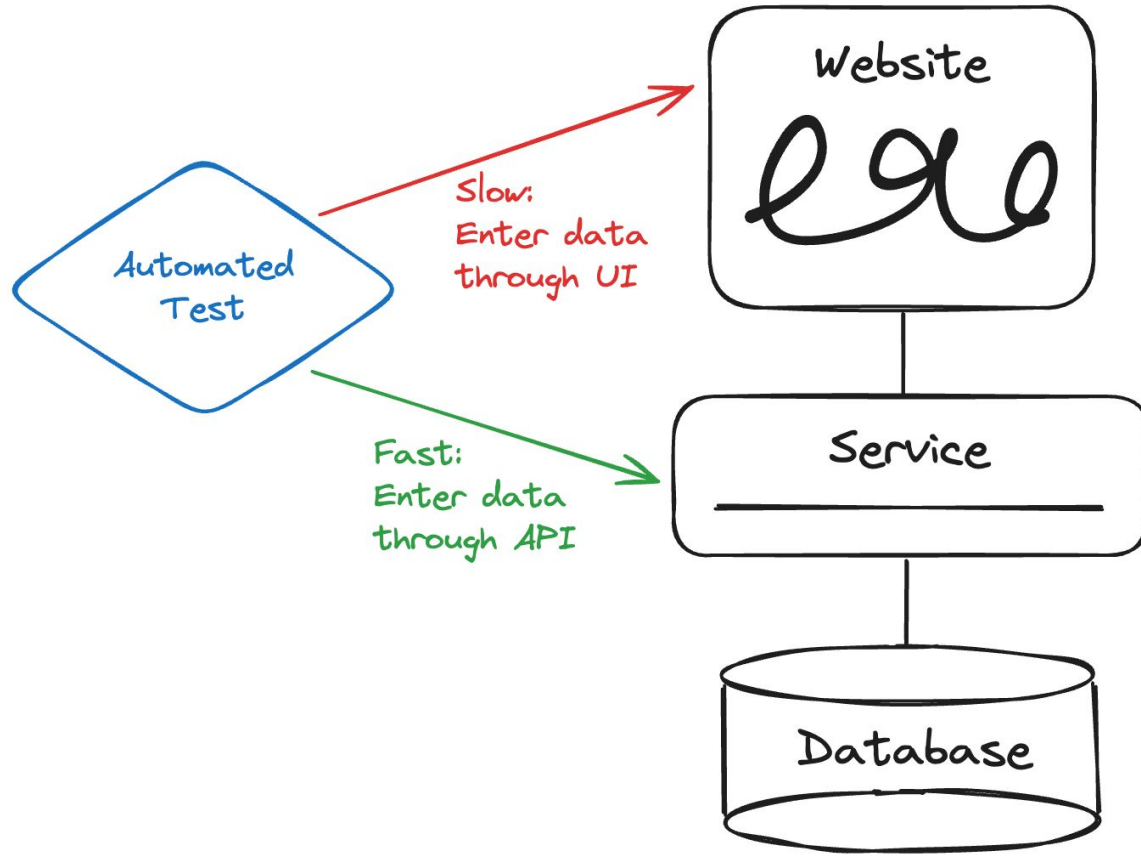 Website
Slow:
Enter data
through UI
Automated
Test
Fast:
Enter data
through API
Service
Database